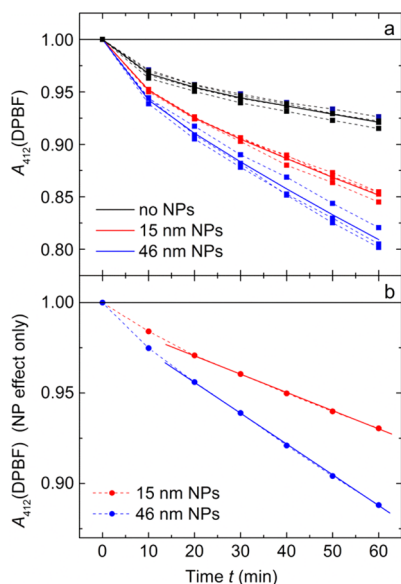 a
1.00
0.95
0.90
0.85
0.80
A412(DPBF)
no NPs
15 nm NPs
46 nm NPs
b
1.00
0.95
0.90
A412(DPBF) (NP effect only)
15 nm NPs
46 nm NPs
0 10 20 30 40 50 60
Time t (min)